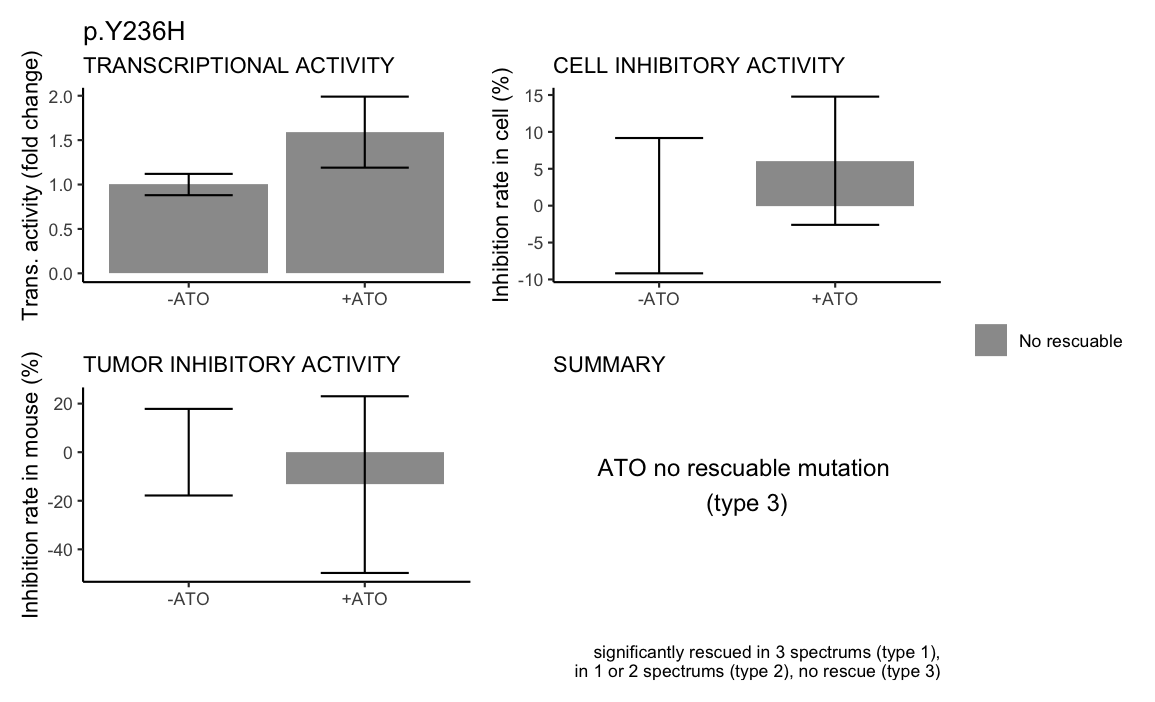 p.Y236H
TRANSCRIPTIONAL ACTIVITY
Trans. activity (fold change)
2.0
1.5
1.0
0.5
0.0
-ATO
+ATO
CELL INHIBITORY ACTIVITY
Inhibition rate in cell (%)
15
10
5
0
-5
-10
-ATO
+ATO
No rescuable
TUMOR INHIBITORY ACTIVITY
Inhibition rate in mouse (%)
20
0
-20
-40
-ATO
+ATO
SUMMARY
ATO no rescuable mutation
(type 3)
significantly rescued in 3 spectrums (type 1),
in 1 or 2 spectrums (type 2), no rescue (type 3)